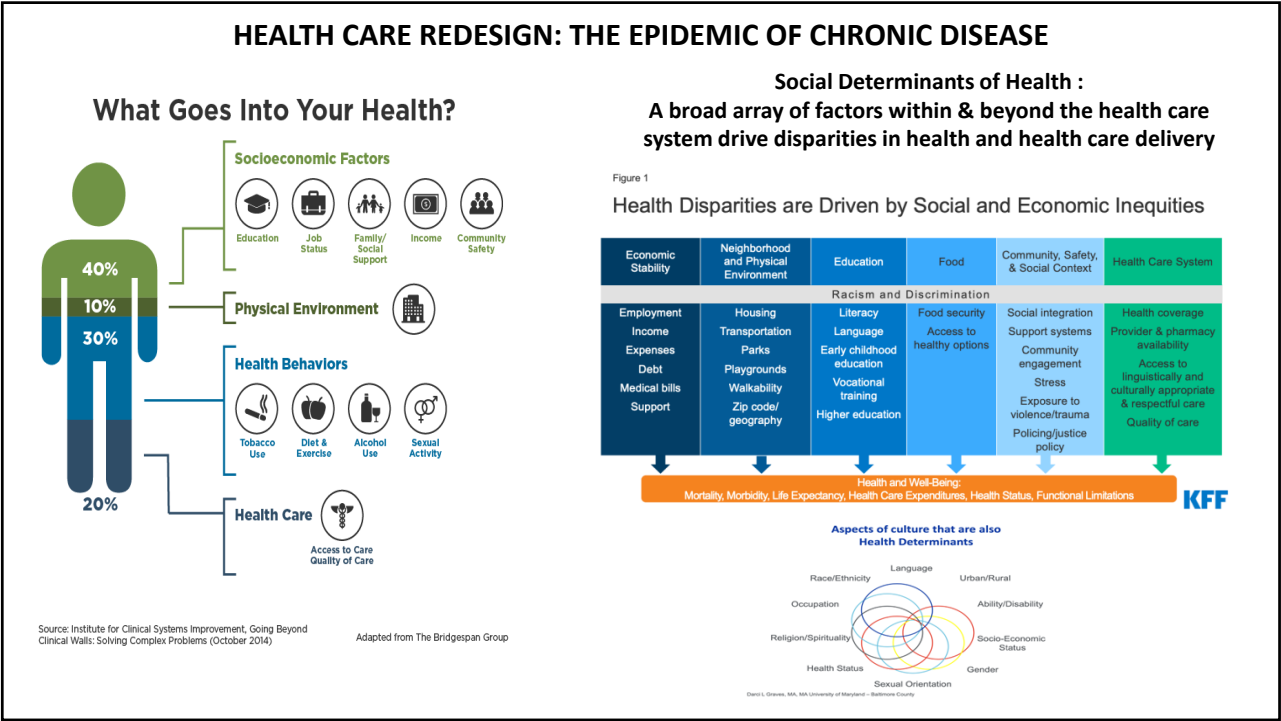 HEALTH CARE REDESIGN: THE EPIDEMIC OF CHRONIC DISEASE
What Goes Into Your Health?
Socioeconomic Factors
Education
Job
Status
Family/
Social
Support
Income
Community
Safety
40%
10%
Physical Environment
30%
Health Behaviors
Tobacco
Use
Diet &
Exercise
Alcohol
Use
Sexual
Activity
20%
Health Care
Access to Care
Quality of Care
Source: Institute for Clinical Systems Improvement, Going Beyond
Clinical Walls: Solving Complex Problems (October 2014)
Adapted from The Bridgespan Group
Social Determinants of Health :
A broad array of factors within & beyond the health care
system drive disparities in health and health care delivery
Figure 1
Health Disparities are Driven by Social and Economic Inequities
Economic
Stability
Neighborhood
and Physical
Environment
Education
Food
Community, Safety,
& Social Context
Health Care System
Racism and Discrimination
Employment
Income
Expenses
Debt
Medical bills
Support
Housing
Transportation
Parks
Playgrounds
Walkability
Zip code/
geography
Literacy
Language
Early childhood
education
Vocational
training
Higher education
Food security
Access to
healthy options
Social integration
Support systems
Community
engagement
Stress
Exposure to
violence/trauma
Policing/justice
policy
Health coverage
Provider & pharmacy
availability
Access to
linguistically and
culturally appropriate
& respectful care
Quality of care
Health and Well-Being:
Mortality, Morbidity, Life Expectancy, Health Care Expenditures, Health Status, Functional Limitations
KFF
Aspects of culture that are also
Health Determinants
Language
Race/Ethnicity
Urban/Rural
Occupation
Ability/Disability
Religion/Spirituality
Socio-Economic
Status
Health Status
Gender
Sexual Orientation
Darci L. Graves, MA, MA University of Maryland – Baltimore County